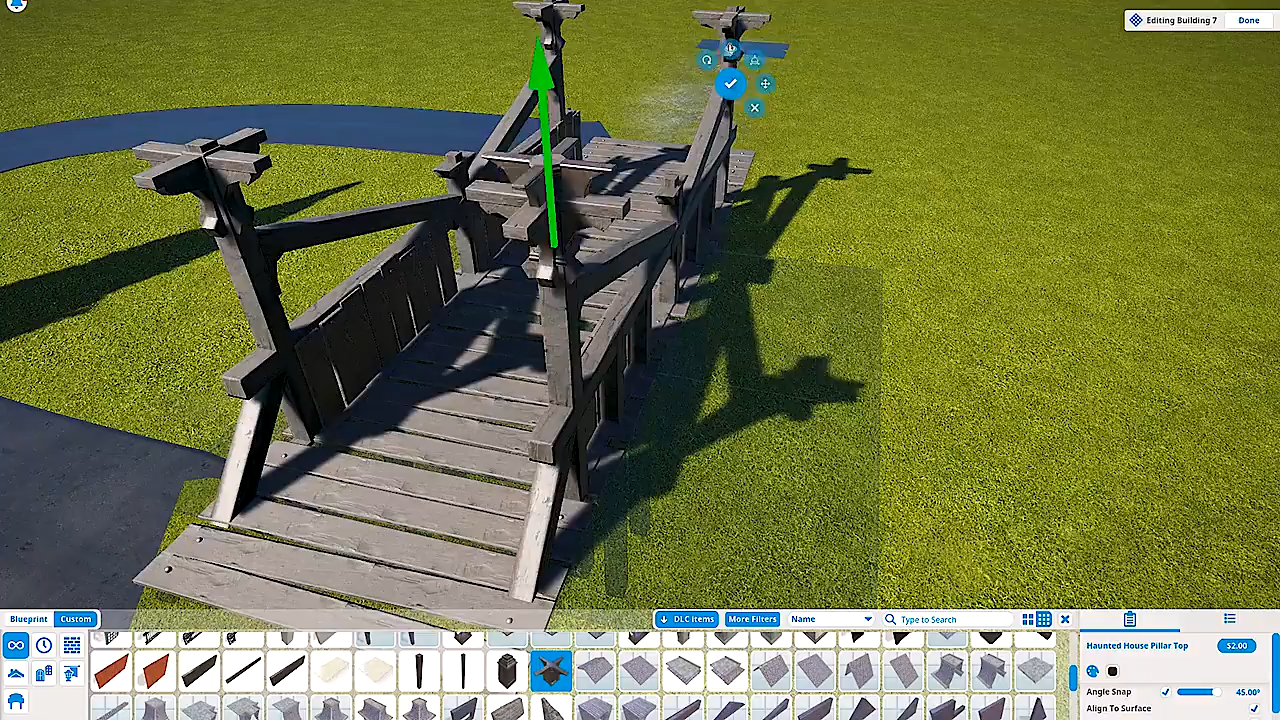 Editing Building 7 Done
Blueprint Custom DLC Items More Filters Name Type to Search
Haunted House Pillar Top $2.00
Angle Snap 45.00°
Align To Surface